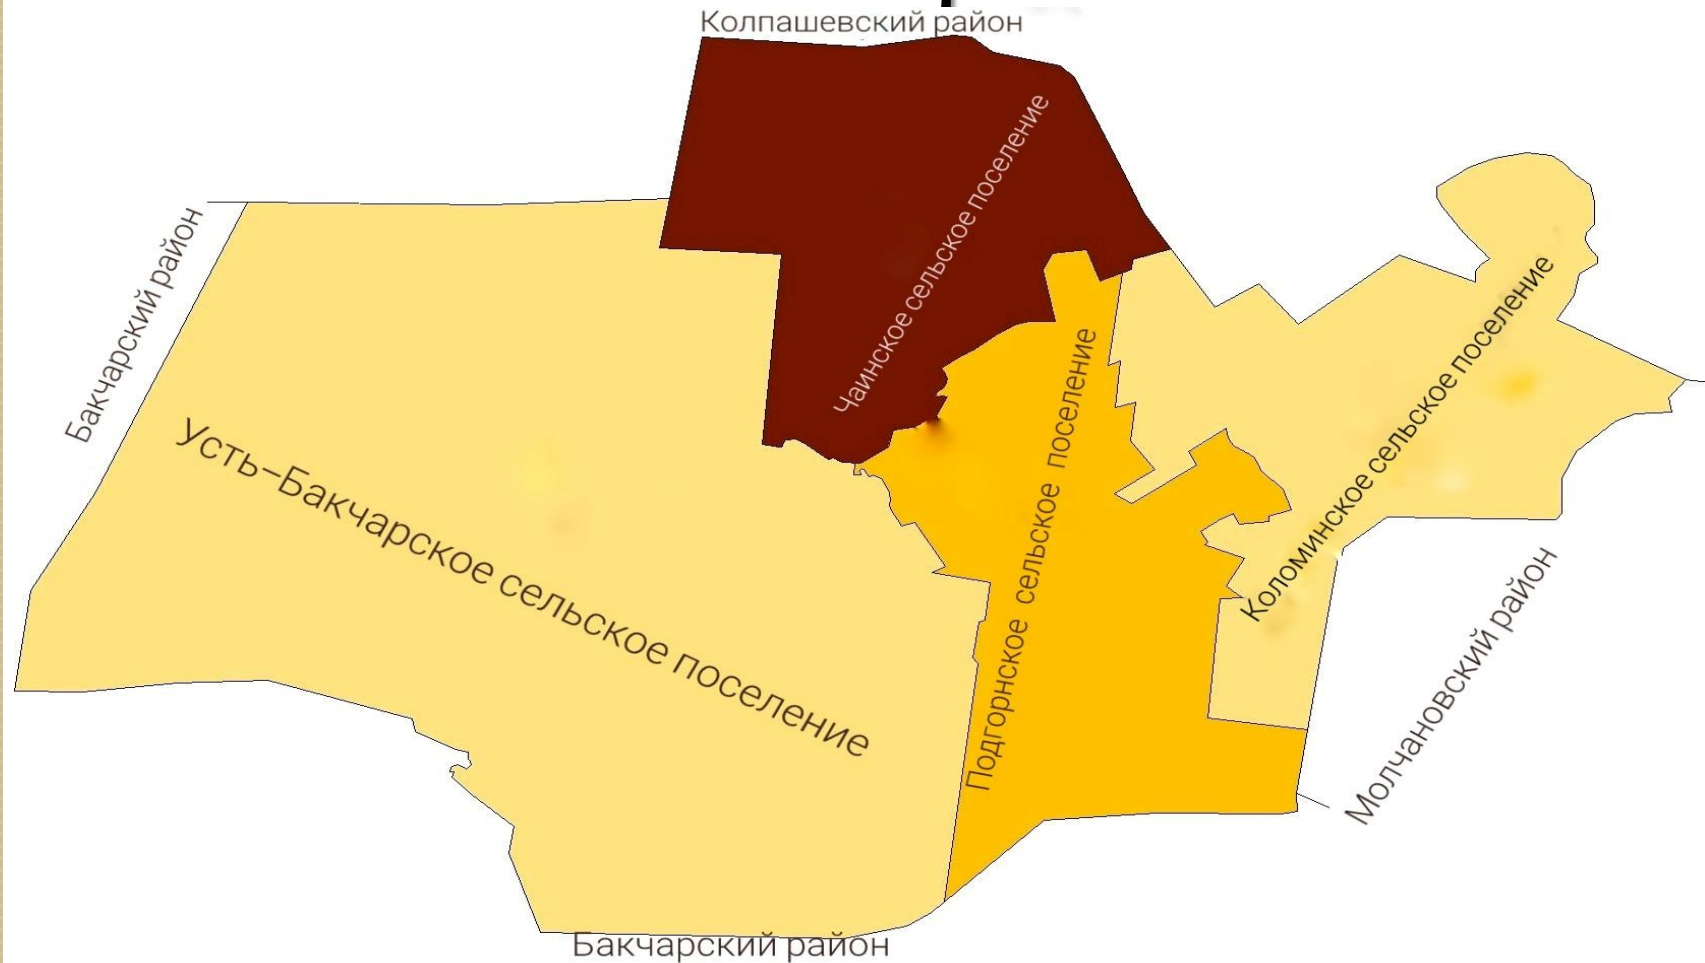 Колпашевский район
Чаинское сельское поселение
Бакчарский район
Усть-Бакчарское сельское поселение
Подгорнское сельское поселение
Коломинское сельское поселение
Молчановский район
Бакчарский район